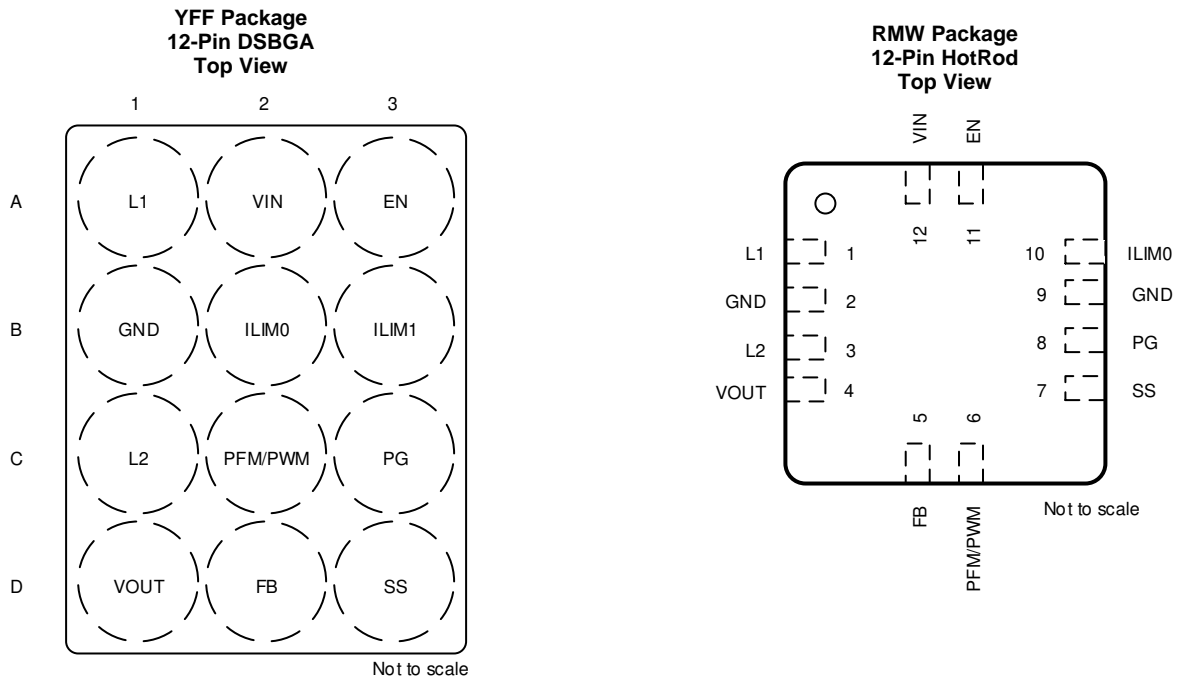 YFF Package
12-Pin DSBGA
Top View
1 2 3
A L1 VIN EN
B GND ILIM0 ILIM1
C L2 PFM/PWM PG
D VOUT FB SS
Not to scale
RMW Package
12-Pin HotRod
Top View
VIN EN
12 11
L1 1 10 ILIM0
GND 2 9 GND
L2 3 8 PG
VOUT 4 7 SS
5 6
FB PFM/PWM
Not to scale